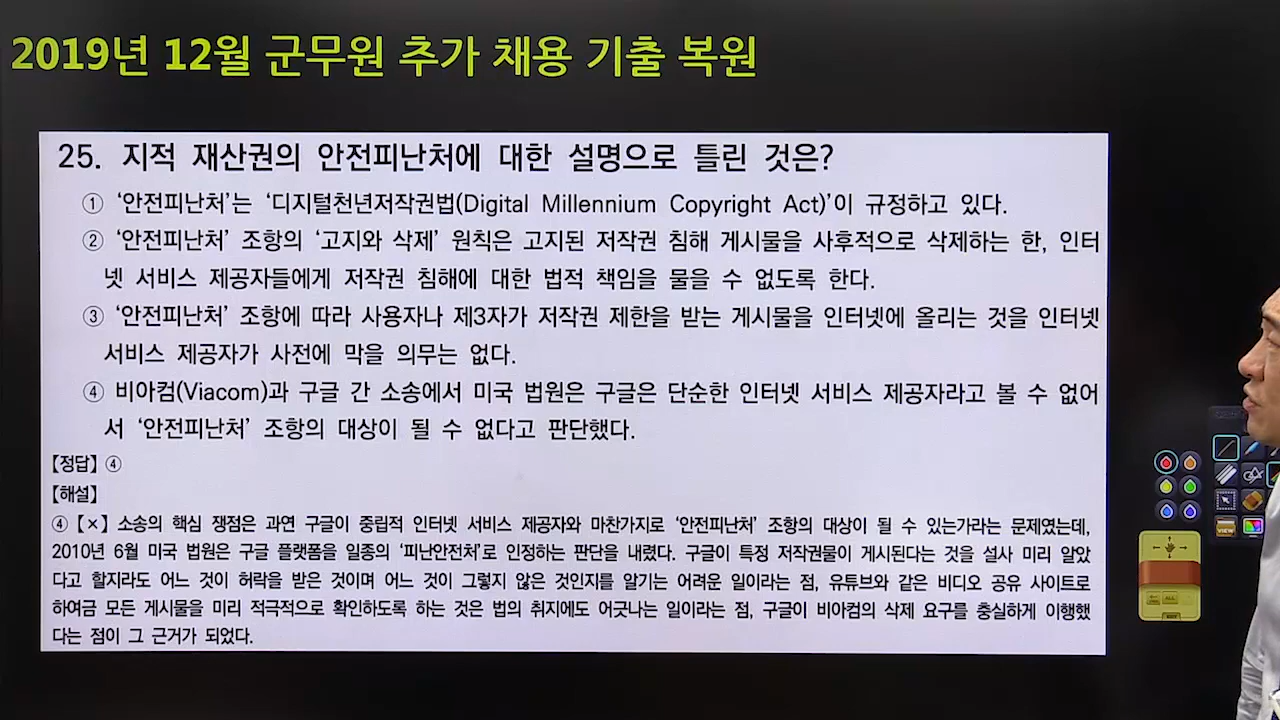 2019년 12월 군무원 추가 채용 기출 복원
25. 지적 재산권의 안전피난처에 대한 설명으로 틀린 것은?
① ‘안전피난처’는 ‘디지털천년저작권법(Digital Millennium Copyright Act)’이 규정하고 있다.
② ‘안전피난처’ 조항의 ‘고지와 삭제’ 원칙은 고지된 저작권 침해 게시물을 사후적으로 삭제하는 한, 인터
넷 서비스 제공자들에게 저작권 침해에 대한 법적 책임을 물을 수 없도록 한다.
③ ‘안전피난처’ 조항에 따라 사용자나 제3자가 저작권 제한을 받는 게시물을 인터넷에 올리는 것을 인터넷
서비스 제공자가 사전에 막을 의무는 없다.
④ 비아컴(Viacom)과 구글 간 소송에서 미국 법원은 구글은 단순한 인터넷 서비스 제공자라고 볼 수 없어
서 ‘안전피난처’ 조항의 대상이 될 수 없다고 판단했다.
【정답】 ④
【해설】
④ 【×】 소송의 핵심 쟁점은 과연 구글이 중립적 인터넷 서비스 제공자와 마찬가지로 ‘안전피난처’ 조항의 대상이 될 수 있는가라는 문제였는데,
2010년 6월 미국 법원은 구글 플랫폼을 일종의 ‘피난안전처’로 인정하는 판단을 내렸다. 구글이 특정 저작권물이 게시된다는 것을 설사 미리 알았
다고 할지라도 어느 것이 허락을 받은 것이며 어느 것이 그렇지 않은 것인지를 알기는 어려운 일이라는 점, 유튜브와 같은 비디오 공유 사이트로
하여금 모든 게시물을 미리 적극적으로 확인하도록 하는 것은 법의 취지에도 어긋나는 일이라는 점, 구글이 비아컴의 삭제 요구를 충실하게 이행했
다는 점이 그 근거가 되었다.
VIEW
ALL